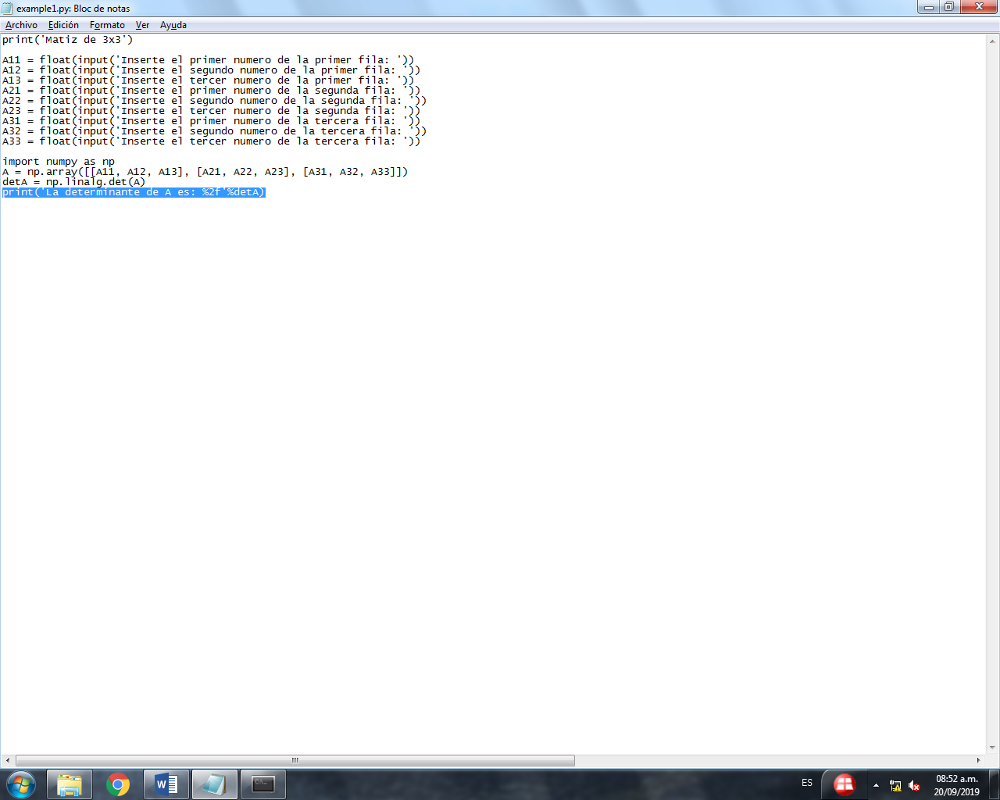 example1.py: Bloc de notas
Archivo Edición Formato Ver Ayuda
print('Matiz de 3x3')
A11 = float(input('Inserte el primer numero de la primer fila: '))
A12 = float(input('Inserte el segundo numero de la primer fila: '))
A13 = float(input('Inserte el tercer numero de la primer fila: '))
A21 = float(input('Inserte el primer numero de la segunda fila: '))
A22 = float(input('Inserte el segundo numero de la segunda fila: '))
A23 = float(input('Inserte el tercer numero de la segunda fila: '))
A31 = float(input('Inserte el primer numero de la tercera fila: '))
A32 = float(input('Inserte el segundo numero de la tercera fila: '))
A33 = float(input('Inserte el tercer numero de la tercera fila: '))
import numpy as np
A = np.array([[A11, A12, A13], [A21, A22, A23], [A31, A32, A33]])
detA = np.linalg.det(A)
print('La determinante de A es: %2f'%detA)
ES
08:52 a.m.
20/09/2019